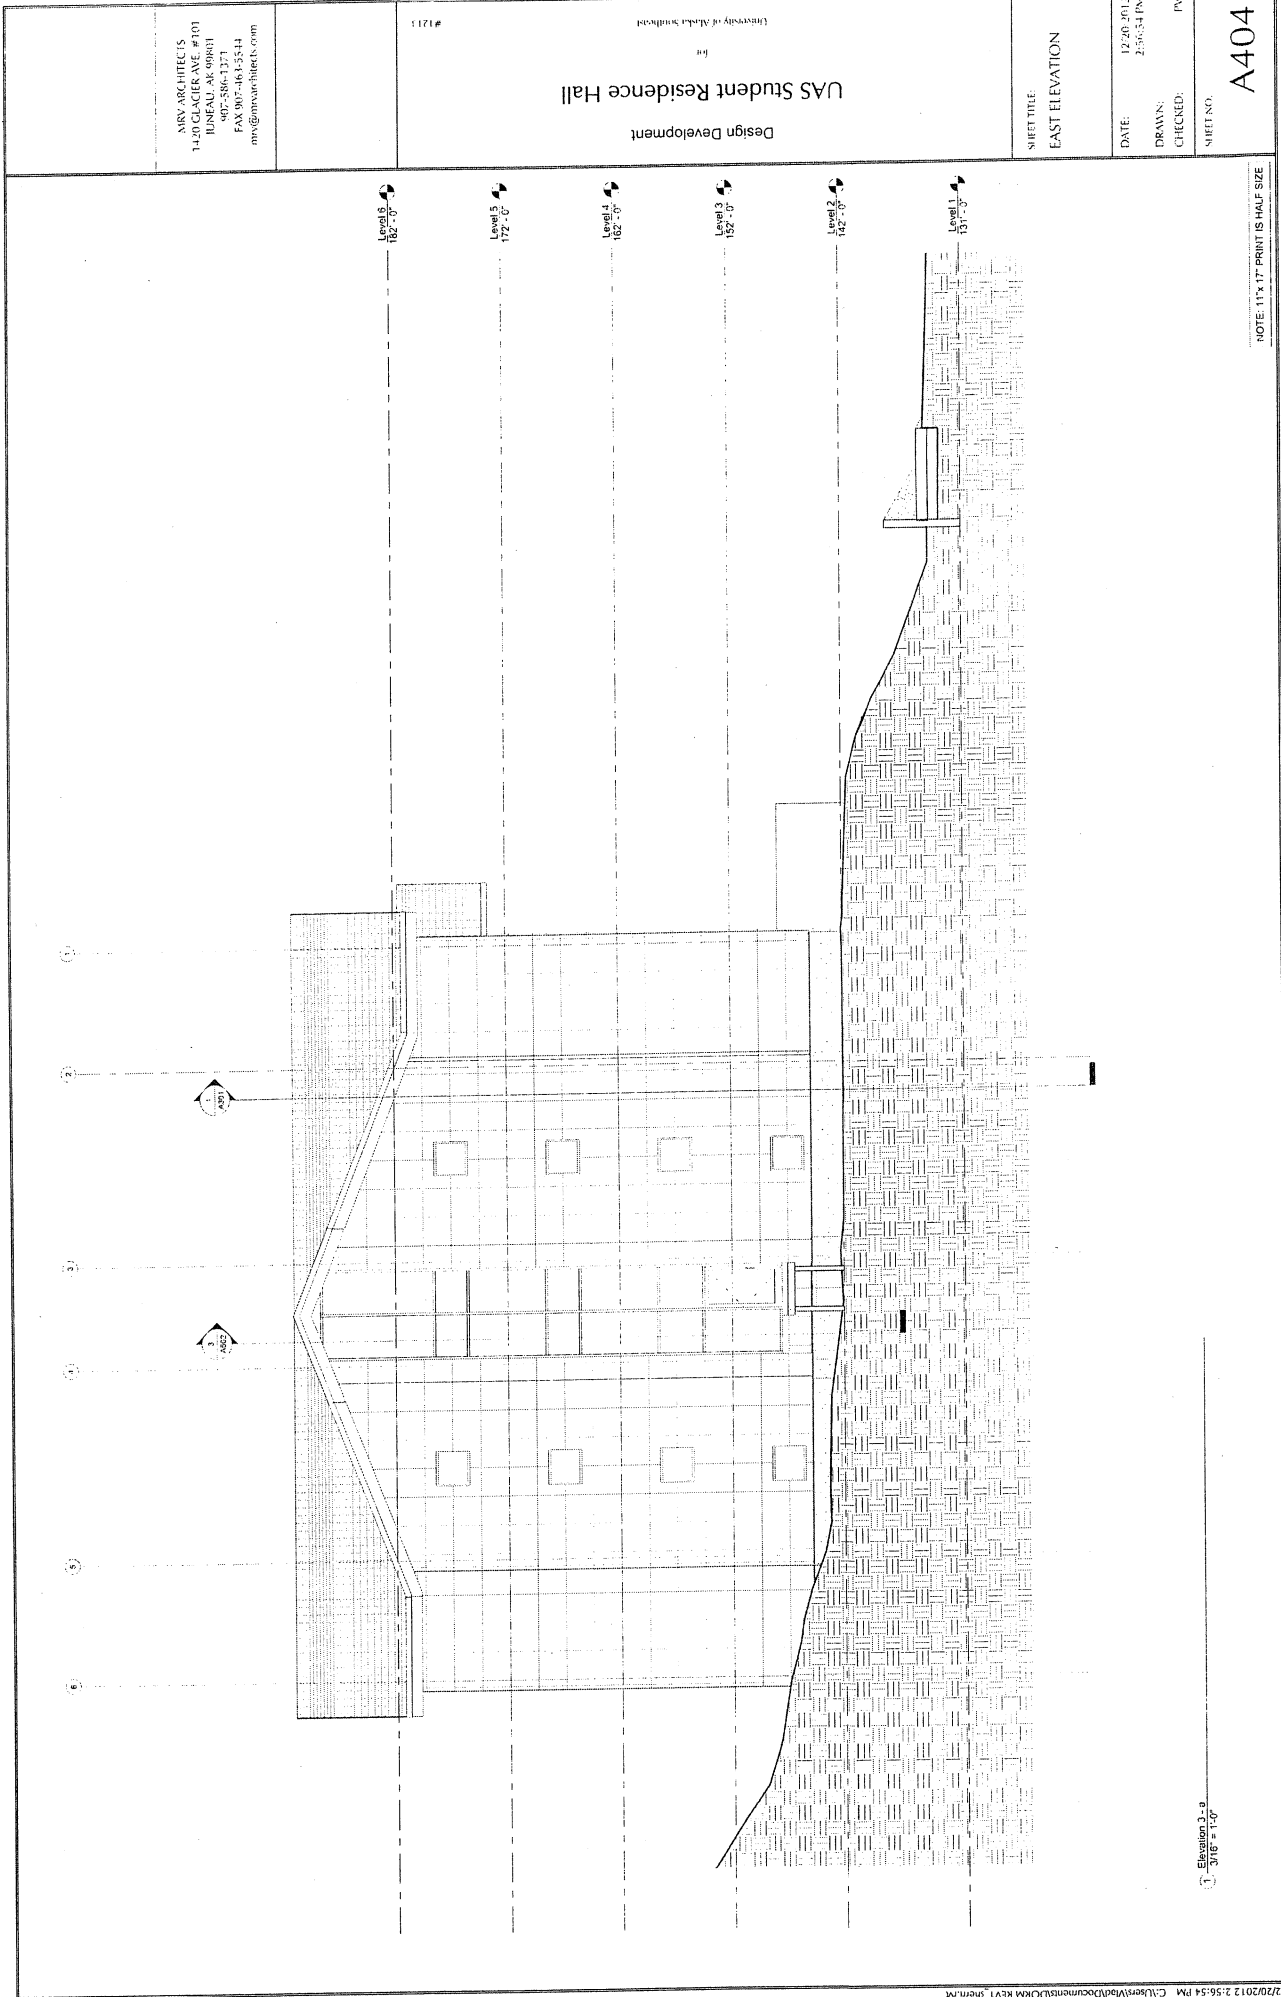 MRV ARCHITECTS
1420 GLACIER AVE. #101
JUNEAU, AK 99801
907-586-1371
FAX 907-463-5544
mrv@mrvarchitects.com
Design Development
UAS Student Residence Hall
for
University of Alaska Southeast
SHEET TITLE:
EAST ELEVATION
DATE:
DRAWN:
CHECKED:
SHEET NO.
A404
Level 6
182' - 0"
Level 5
172' - 0"
Level 4
162' - 0"
Level 3
152' - 0"
Level 2
142' - 0"
Level 1
131' - 0"
1
2
3
4
5
6
1
A301
3
NOTE: 11"x 17" PRINT IS HALF SIZE
1
Elevation 3 - a
3/16" = 1'-0"